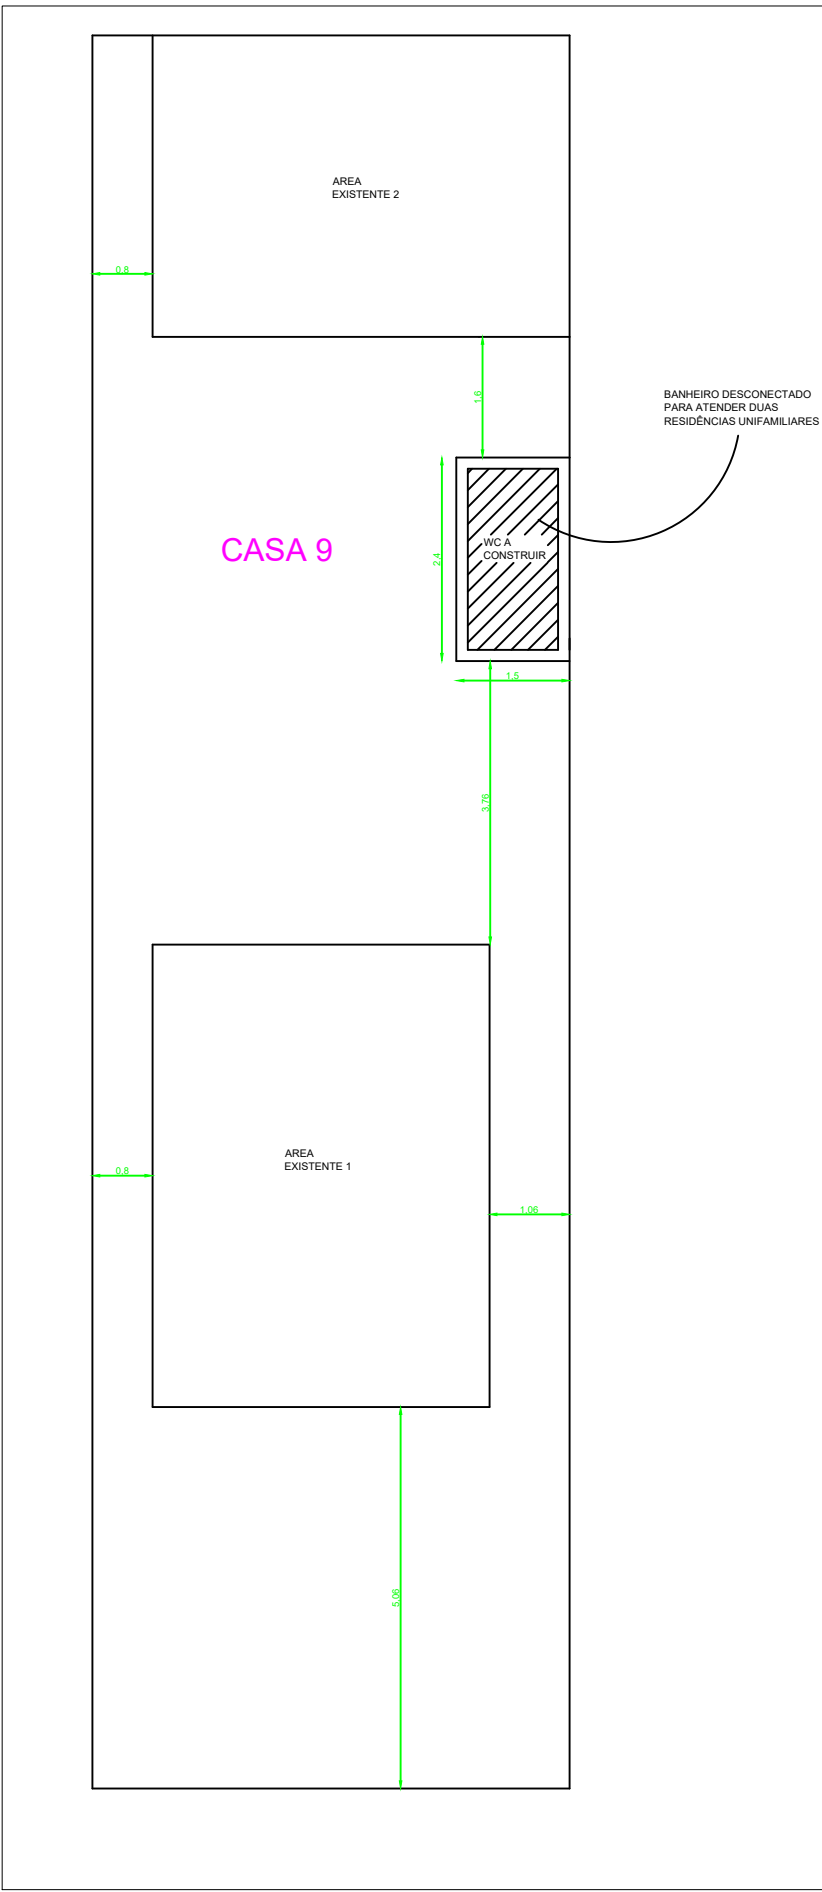 AREA
EXISTENTE 2
0,8
1,6
BANHEIRO DESCONECTADO
PARA ATENDER DUAS
RESIDÊNCIAS UNIFAMILIARES
CASA 9
2,4
WC A
CONSTRUIR
1,5
3,76
AREA
EXISTENTE 1
0,8
1,06
5,06